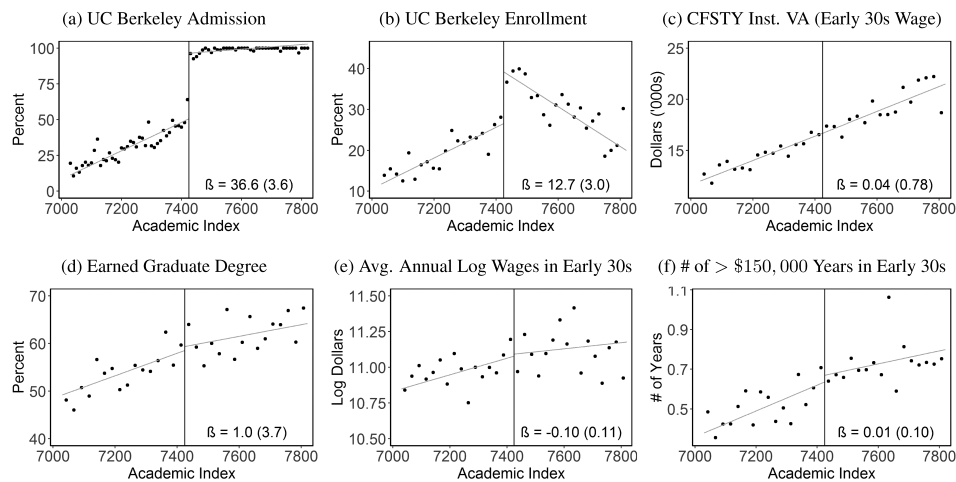 (a) UC Berkeley Admission
100
75
50
25
0
Percent
ß = 36.6 (3.6)
7000 7200 7400 7600 7800
Academic Index
(b) UC Berkeley Enrollment
40
30
20
10
Percent
ß = 12.7 (3.0)
7000 7200 7400 7600 7800
Academic Index
(c) CFSTY Inst. VA (Early 30s Wage)
25
20
15
Dollars ('000s)
ß = 0.04 (0.78)
7000 7200 7400 7600 7800
Academic Index
(d) Earned Graduate Degree
70
60
50
40
Percent
ß = 1.0 (3.7)
7000 7200 7400 7600 7800
Academic Index
(e) Avg. Annual Log Wages in Early 30s
11.50
11.25
11.00
10.75
10.50
Log Dollars
ß = -0.10 (0.11)
7000 7200 7400 7600 7800
Academic Index
(f) # of > $150,000 Years in Early 30s
1.1
0.9
0.7
0.5
# of Years
ß = 0.01 (0.10)
7000 7200 7400 7600 7800
Academic Index